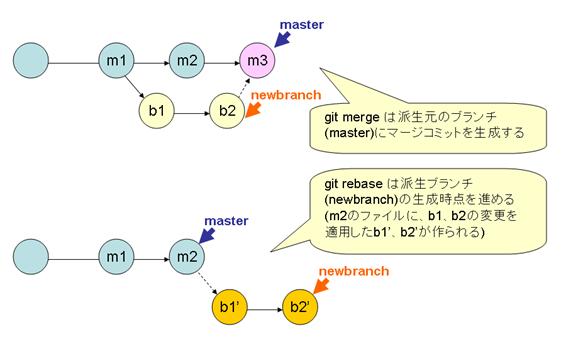 master
m1
m2
m3
newbranch
b1
b2
git merge は派生元のブランチ
(master)にマージコミットを生成する
git rebase は派生ブランチ
(newbranch)の生成時点を進める
(m2のファイルに、b1、b2の変更を
適用したb1’、b2’が作られる)
master
m1
m2
newbranch
b1’
b2’